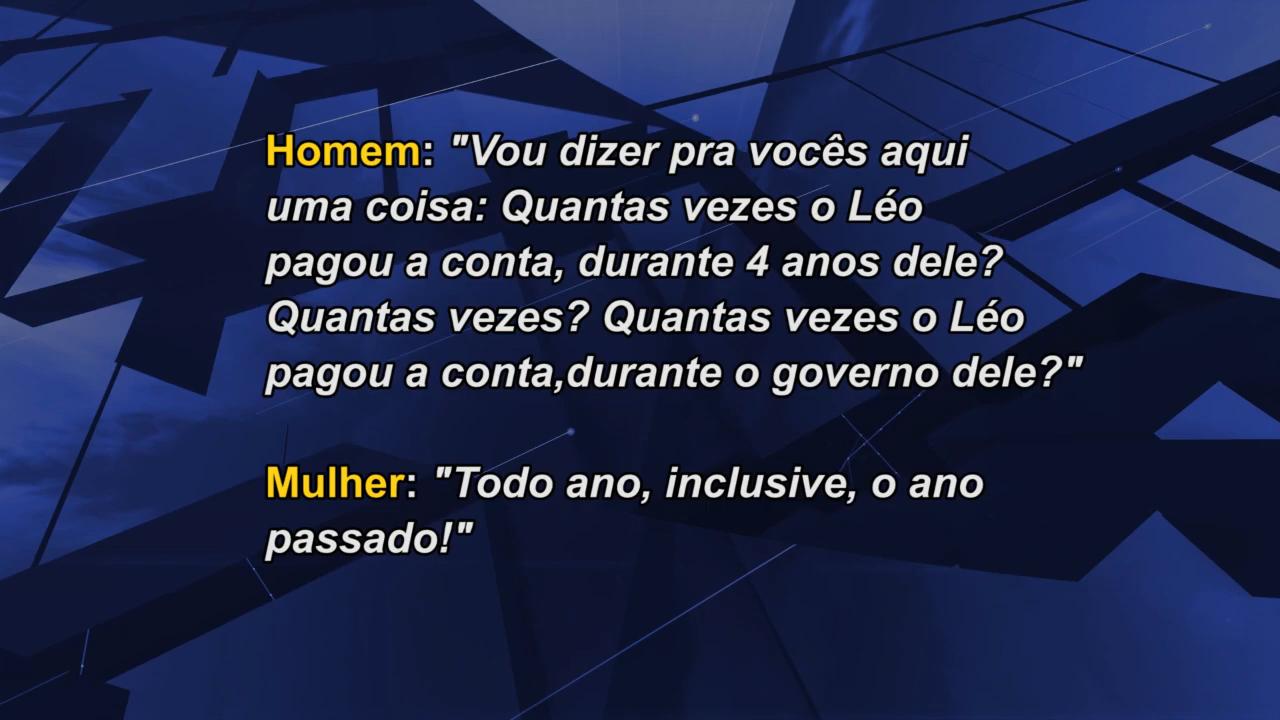 Homem: "Vou dizer pra vocês aqui
uma coisa: Quantas vezes o Léo
pagou a conta, durante 4 anos dele?
Quantas vezes? Quantas vezes o Léo
pagou a conta,durante o governo dele?"
Mulher: "Todo ano, inclusive, o ano
passado!"